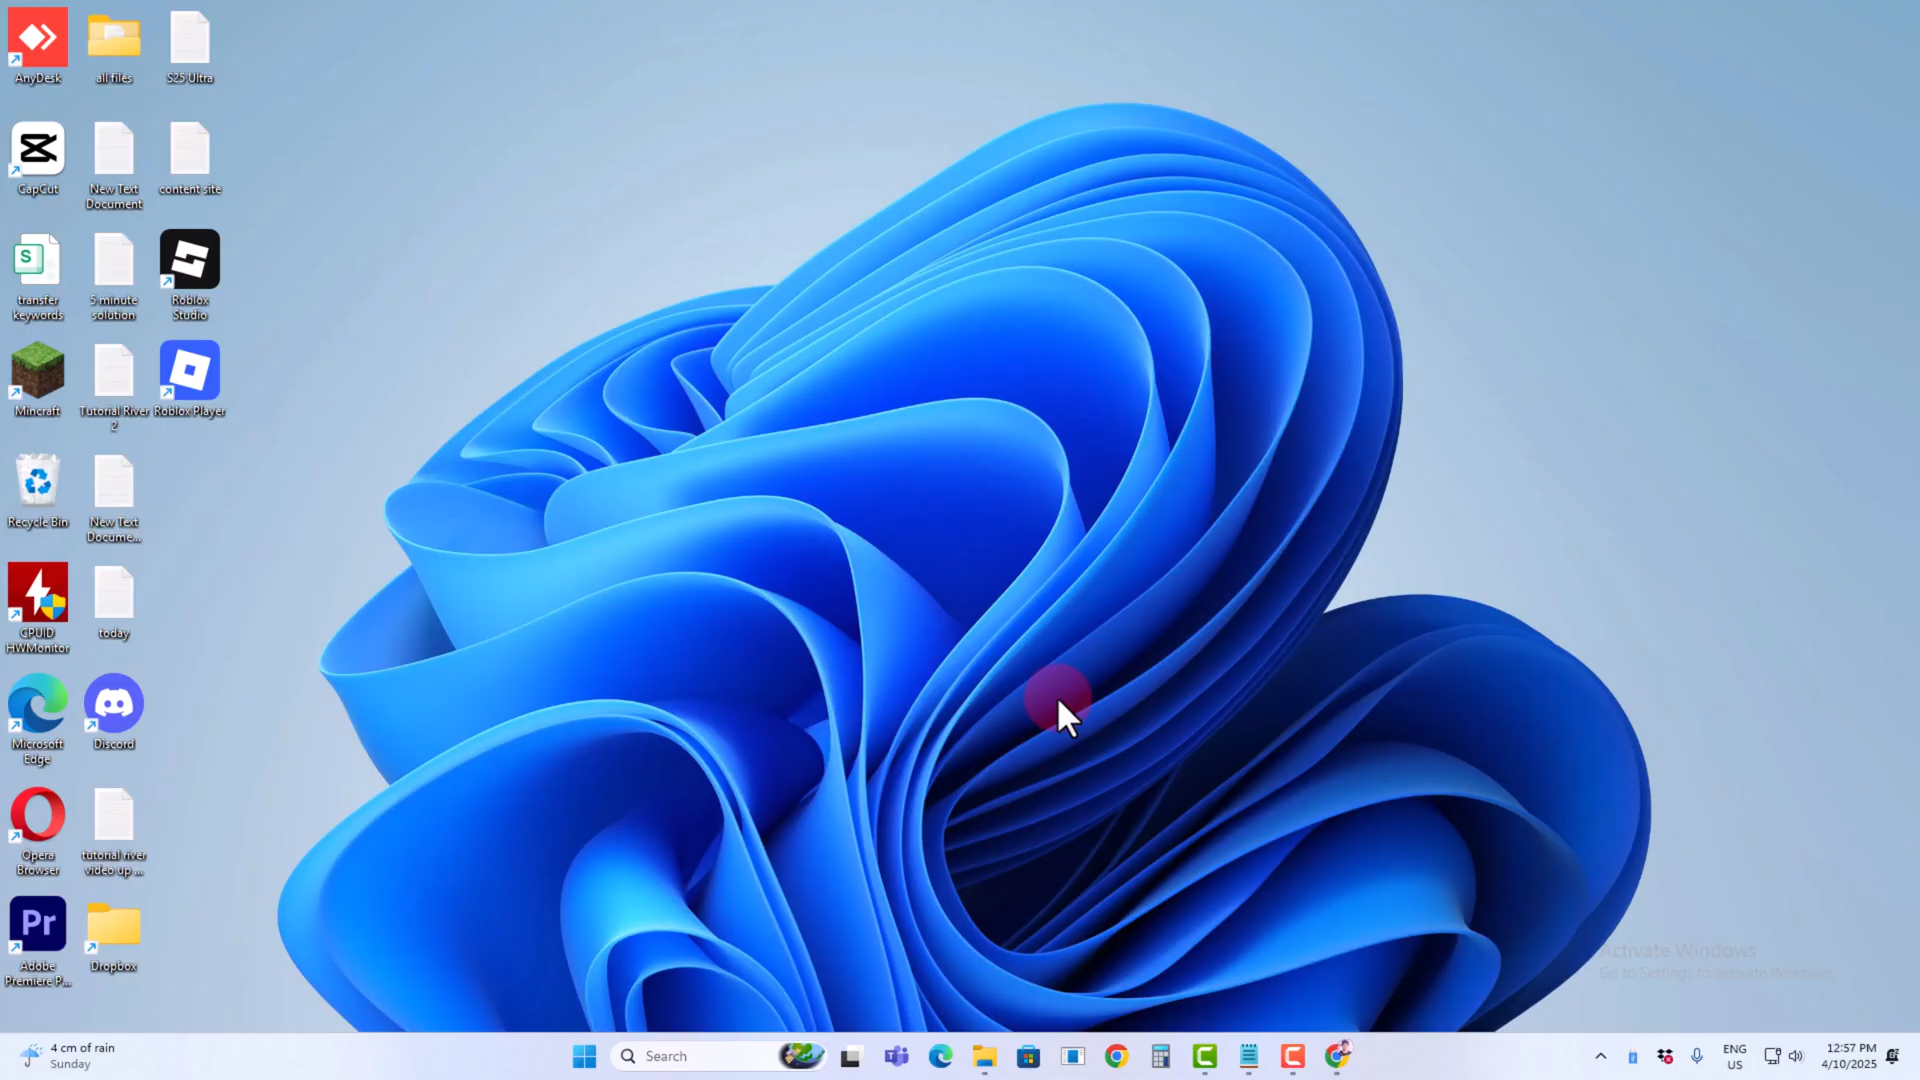 AnyDesk
all files
S25 Ultra
CapCut
New Text
Document
content site
S
transfer
keywords
5 minute
solution
Roblox
Studio
Mincraft
Tutorial River
2
Roblox Player
Recycle Bin
New Text
Docume...
CPUID
HWMonitor
today
Microsoft
Edge
Discord
Opera
Browser
tutorial river
video up ...
Pr
Adobe
Premiere P...
Dropbox
Activate Windows
Go to Settings to activate Windows.
4 cm of rain
Sunday
Search
ENG
US
12:57 PM
4/10/2025